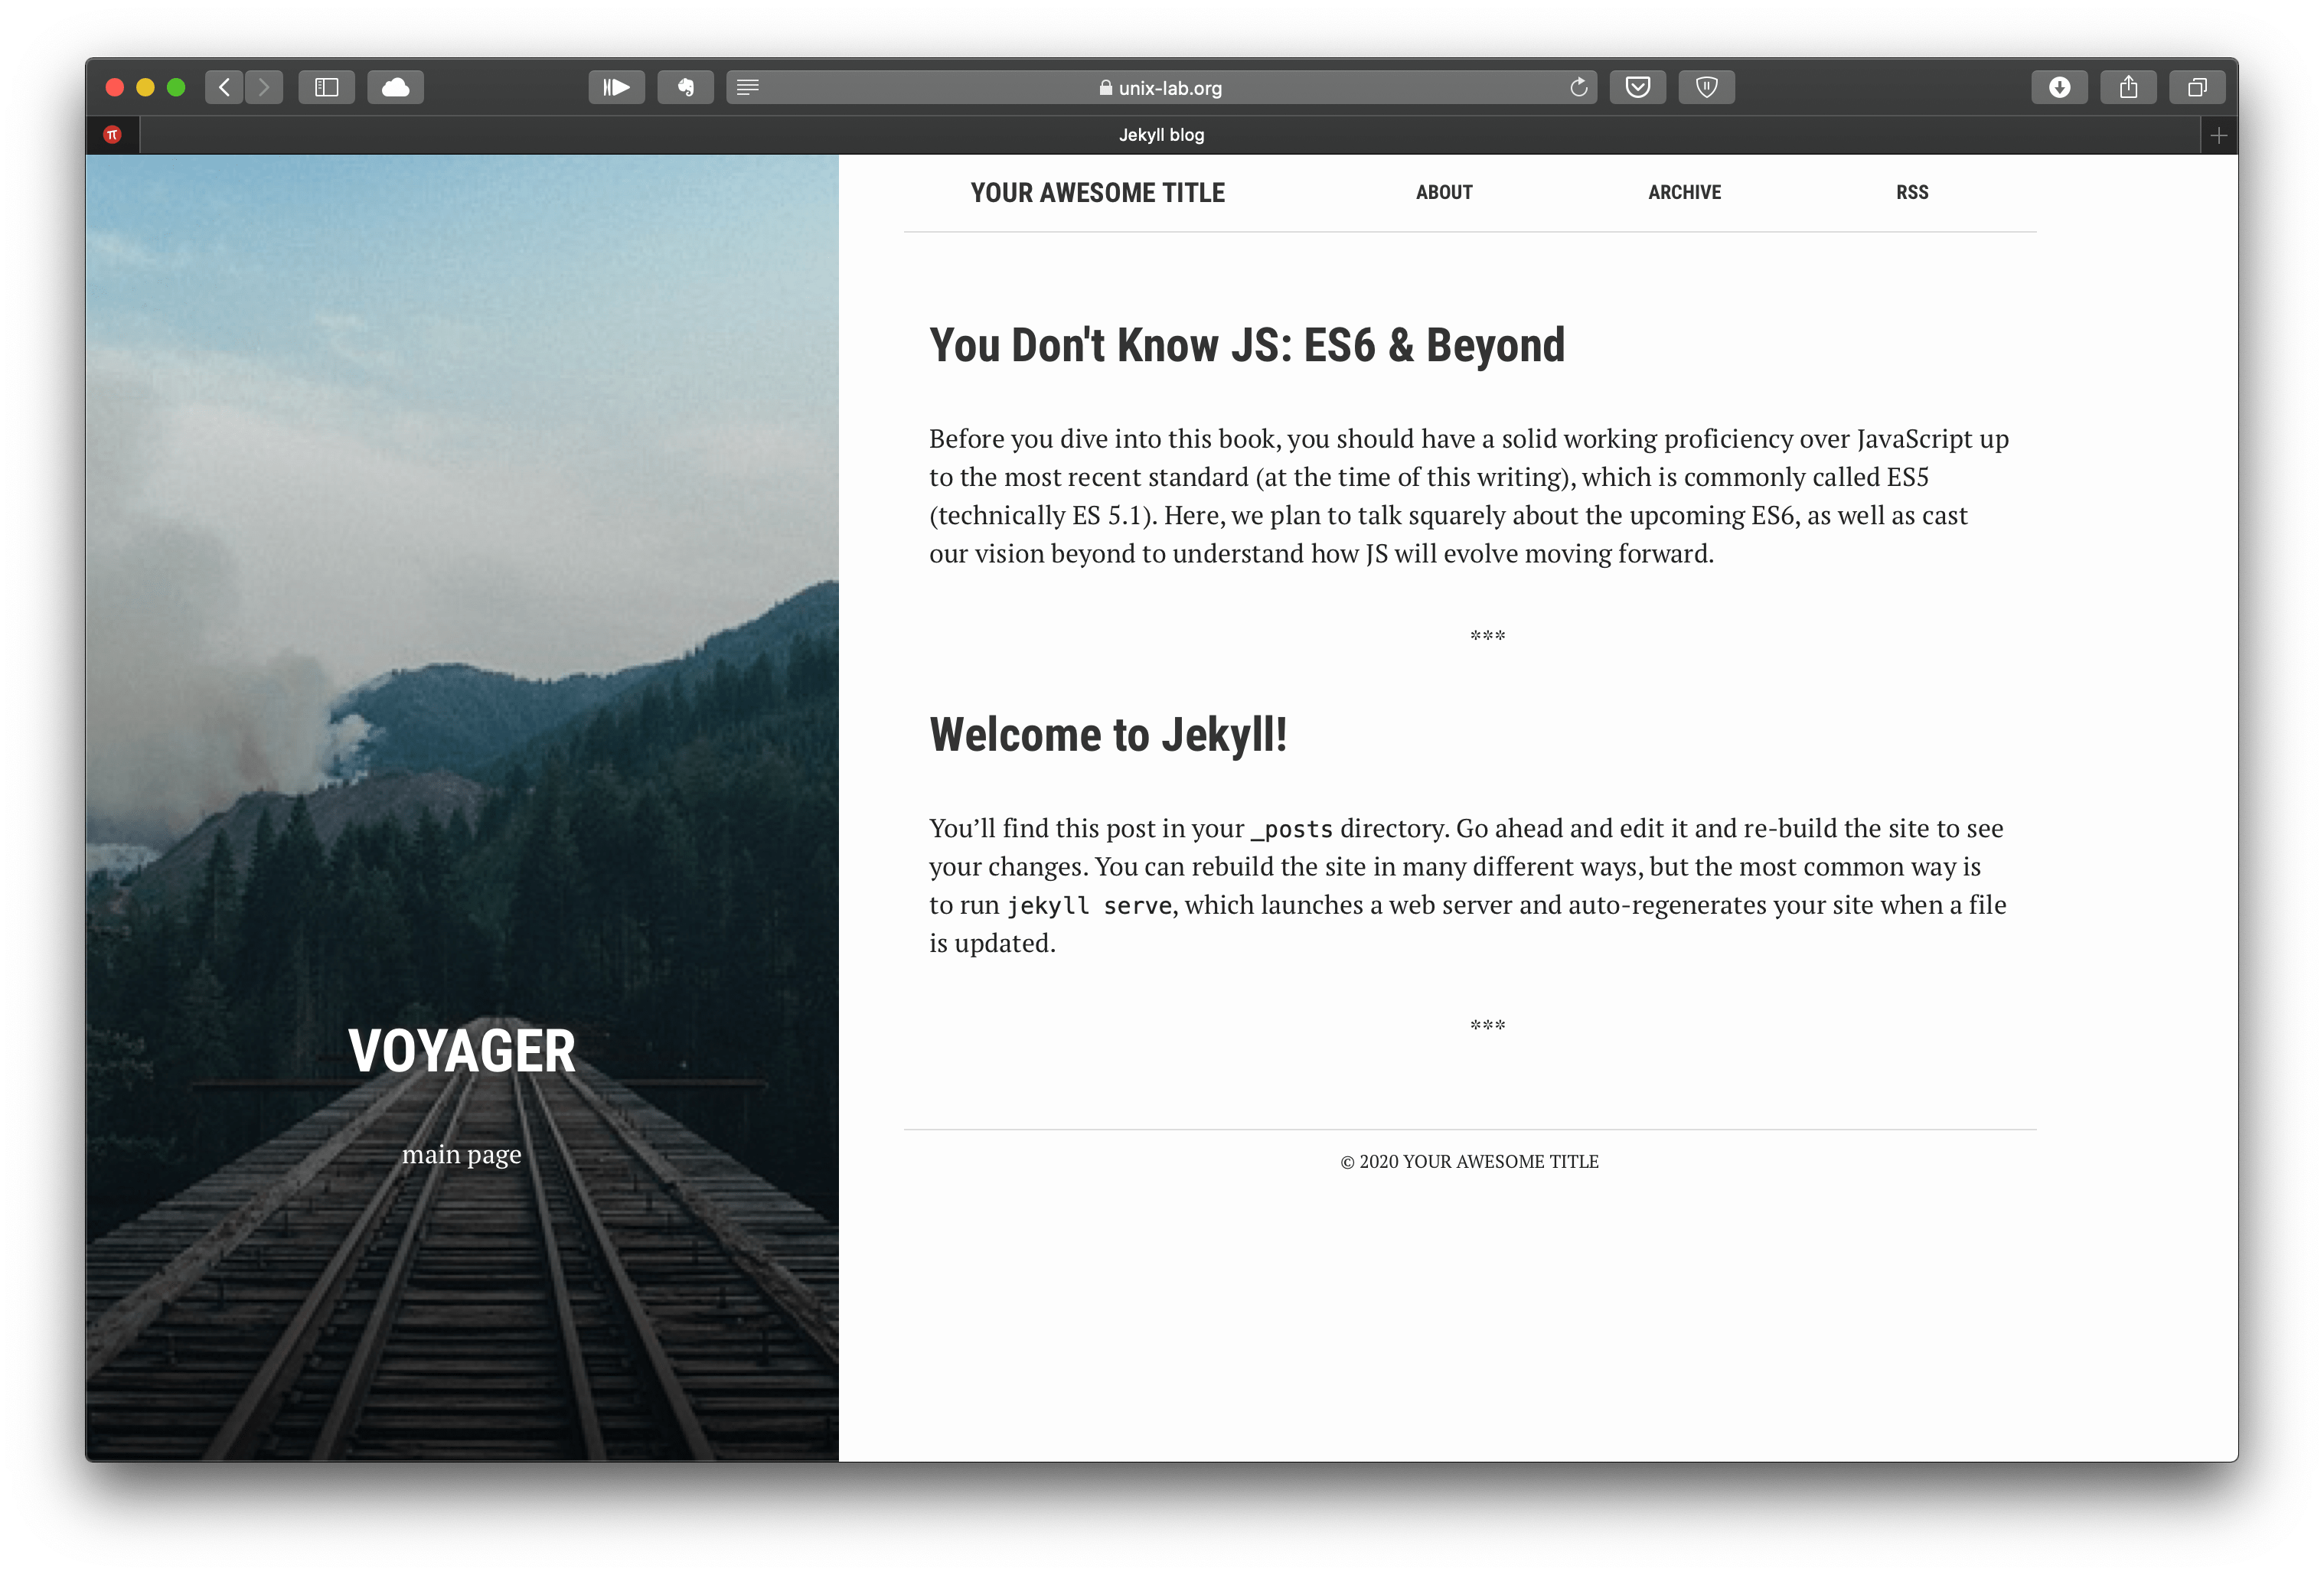 unix-lab.org
π
Jekyll blog
YOUR AWESOME TITLE ABOUT ARCHIVE RSS
You Don't Know JS: ES6 & Beyond
Before you dive into this book, you should have a solid working proficiency over JavaScript up
to the most recent standard (at the time of this writing), which is commonly called ES5
(technically ES 5.1). Here, we plan to talk squarely about the upcoming ES6, as well as cast
our vision beyond to understand how JS will evolve moving forward.
***
Welcome to Jekyll!
You’ll find this post in your _posts directory. Go ahead and edit it and re-build the site to see
your changes. You can rebuild the site in many different ways, but the most common way is
to run jekyll serve, which launches a web server and auto-regenerates your site when a file
is updated.
***
VOYAGER
main page
© 2020 YOUR AWESOME TITLE